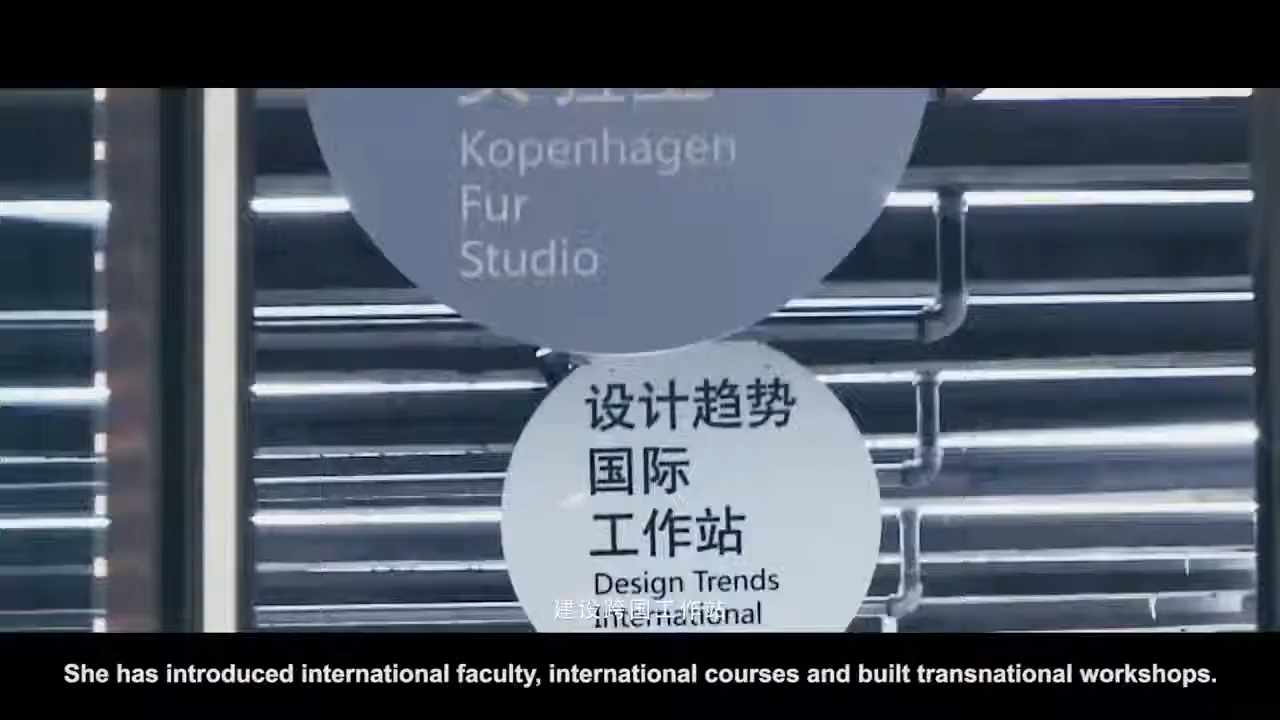 Kopenhagen
Fur
Studio
设计趋势
国际
工作站
Design Trends
International
建设跨国工作站
She has introduced international faculty, international courses and built transnational workshops.